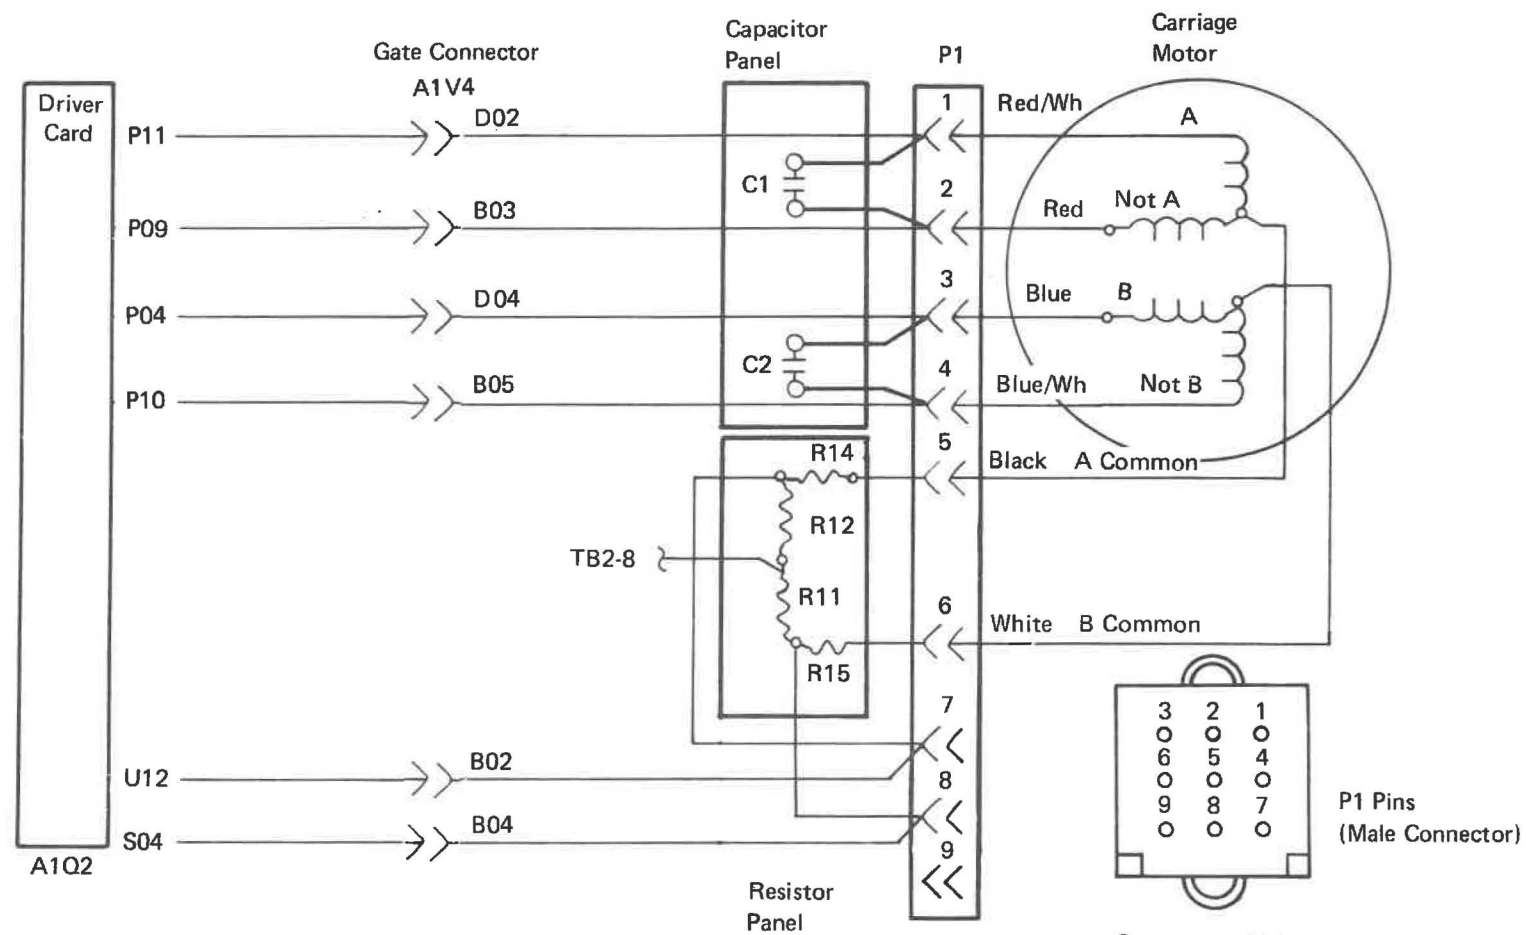 Carriage
Motor
Capacitor
Panel
P1
Gate Connector
A1V4
Driver
Card
P11
D02
1
Red/Wh
A
C1
2
P09
B03
Red
Not A
3
P04
D04
Blue
B
C2
4
P10
B05
Blue/Wh
Not B
5
R14
Black A Common
R12
TB2-8
R11
6
White B Common
R15
7
U12
B02
8
S04
B04
9
A1Q2
Resistor
Panel
3 2 1
6 5 4
9 8 7
P1 Pins
(Male Connector)